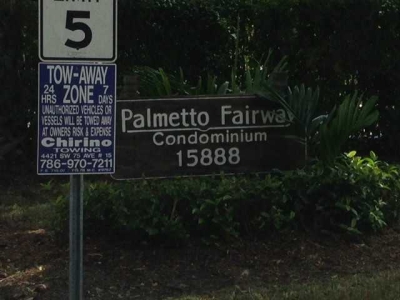 5
TOW-AWAY
24 HRS ZONE 7 DAYS
UNAUTHORIZED VEHICLES OR
VESSELS WILL BE TOWED AWAY
AT OWNERS RISK & EXPENSE
Chirino
TOWING
4421 SW 75 AVE # 15
786-970-7211
Palmetto Fairway
Condominium
15888